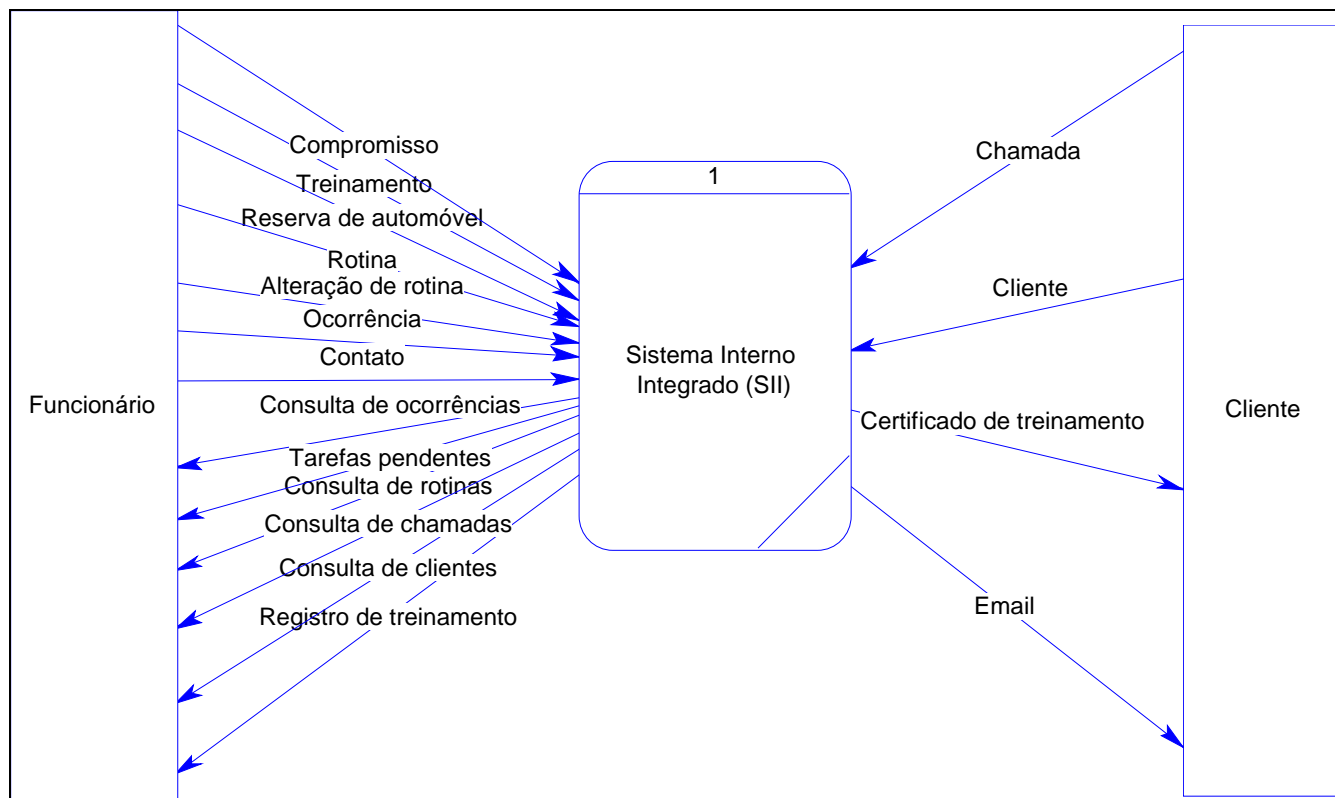 Compromisso
Treinamento
Reserva de automóvel
Rotina
Alteração de rotina
Ocorrência
Contato
Funcionário
Consulta de ocorrências
Tarefas pendentes
Consulta de rotinas
Consulta de chamadas
Consulta de clientes
Registro de treinamento
1
Sistema Interno
Integrado (SII)
Chamada
Cliente
Certificado de treinamento
Email
Cliente